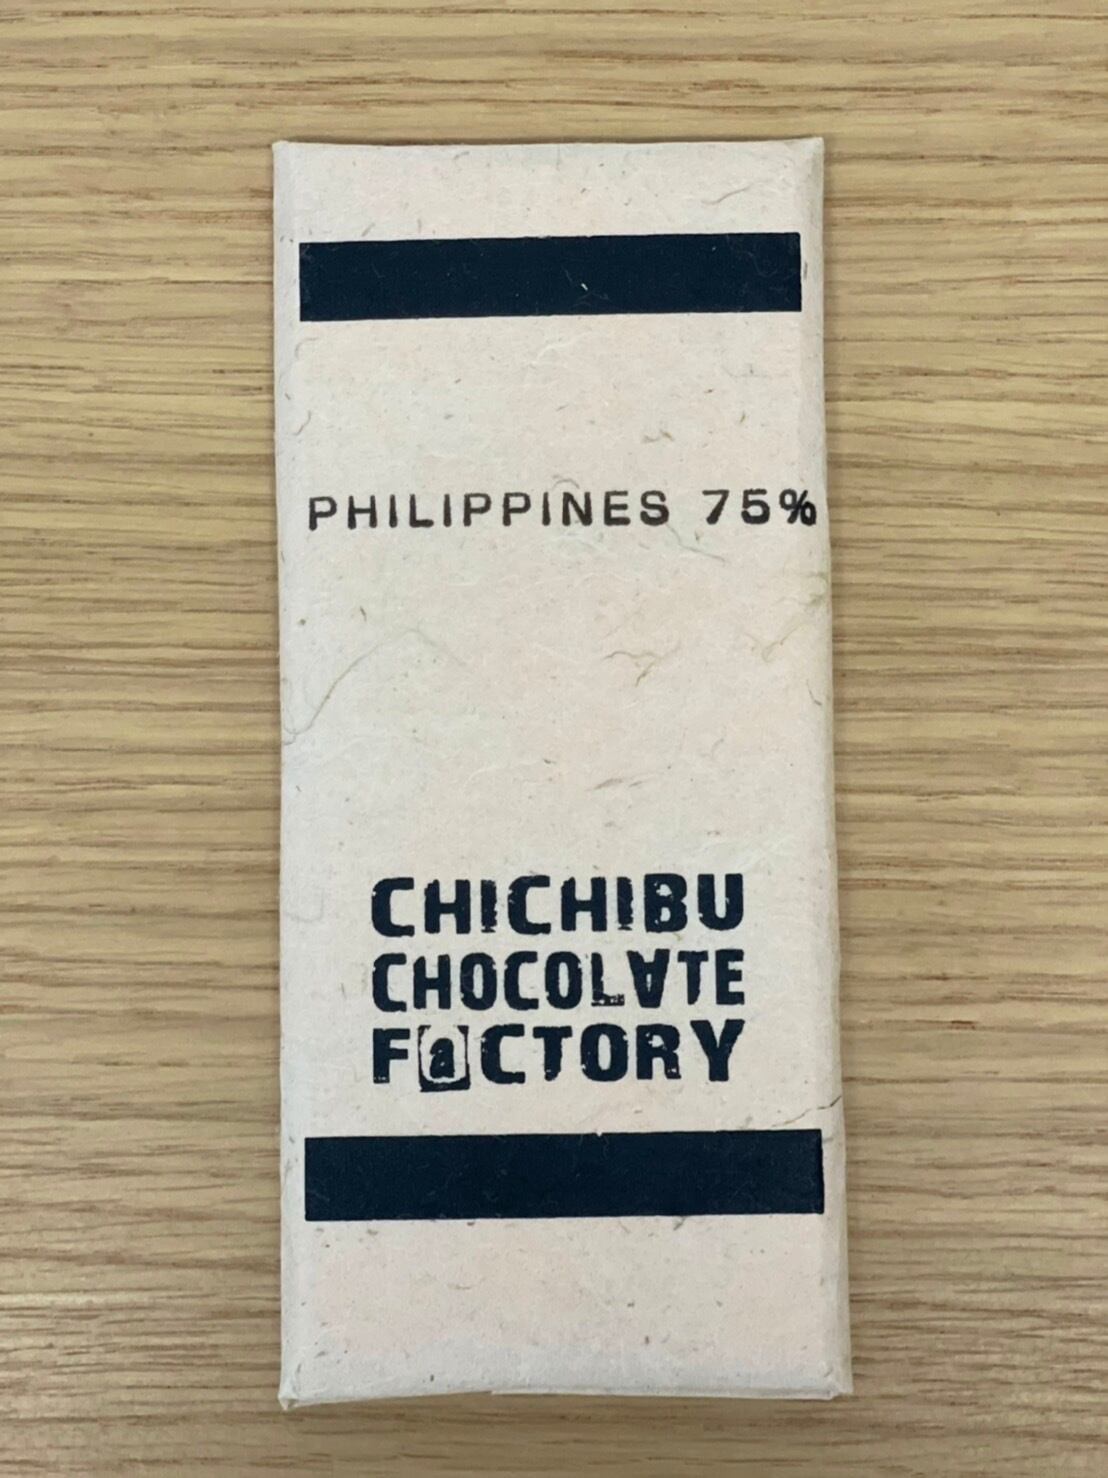 PHILIPPINES 75%
CHICHIBU
CHOCOLATE
FaCTORY